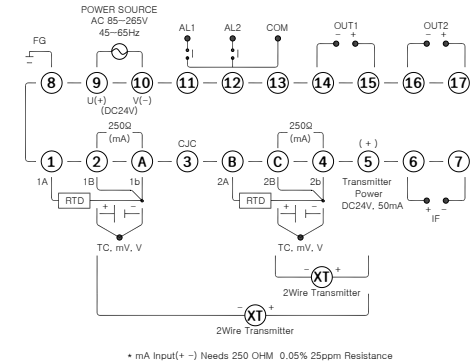 POWER SOURCE
AC 85~265V
45~65Hz
FG
AL1 AL2 COM OUT1 OUT2
- + - +
8 9 10 11 12 13 14 15 16 17
U(+) V(-)
(DC24V)
250Ω
(mA)
CJC
250Ω
(mA)
(+)
1 2 A 3 B C 4 5 6 7
1A 1B 1b 2A 2B 2b
Transmitter
Power
DC24V, 50mA
RTD + - RTD + - + -
IF
TC, mV, V TC, mV, V
- XT +
2Wire Transmitter
- XT +
2Wire Transmitter
* mA Input(+ -) Needs 250 OHM 0.05% 25ppm Resistance